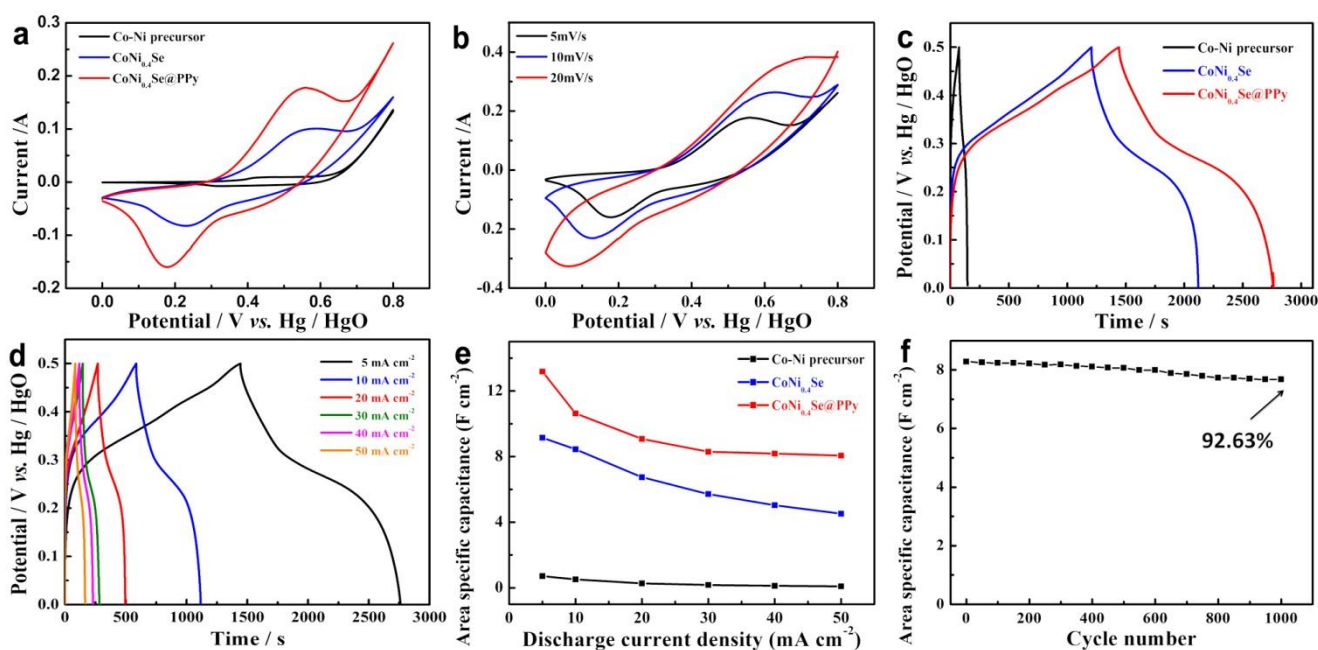 a
Co-Ni precursor
CoNi0.4Se
CoNi0.4Se@PPy
0.3
0.2
0.1
0.0
-0.1
-0.2
Current /A
0.0 0.2 0.4 0.6 0.8
Potential / V vs. Hg / HgO
b
5mV/s
10mV/s
20mV/s
0.4
0.2
0.0
0.2
-0.4
Current /A
0.0 0.2 0.4 0.6 0.8
Potential / V vs. Hg / HgO
c
Co-Ni precursor
CoNi0.4Se
CoNi0.4Se@PPy
0.5
0.4
0.3
0.2
0.1
0.0
Potential / V vs. Hg / HgO
0 500 1000 1500 2000 2500 3000
Time / s
d
5 mA cm-2
10 mA cm-2
20 mA cm-2
30 mA cm-2
40 mA cm-2
50 mA cm-2
0.5
0.4
0.3
0.2
0.1
0.0
Potential / V vs. Hg / HgO
0 500 1000 1500 2000 2500 3000
Time / s
e
Co-Ni precursor
CoNi0.4Se
CoNi0.4Se@PPy
12
8
4
0
Area specific capacitance (F cm-2)
0 10 20 30 40 50
Discharge current density (mA cm-2)
f
8
6
4
2
0
92.63%
Area specific capacitance (F cm-2)
0 200 400 600 800 1000
Cycle number